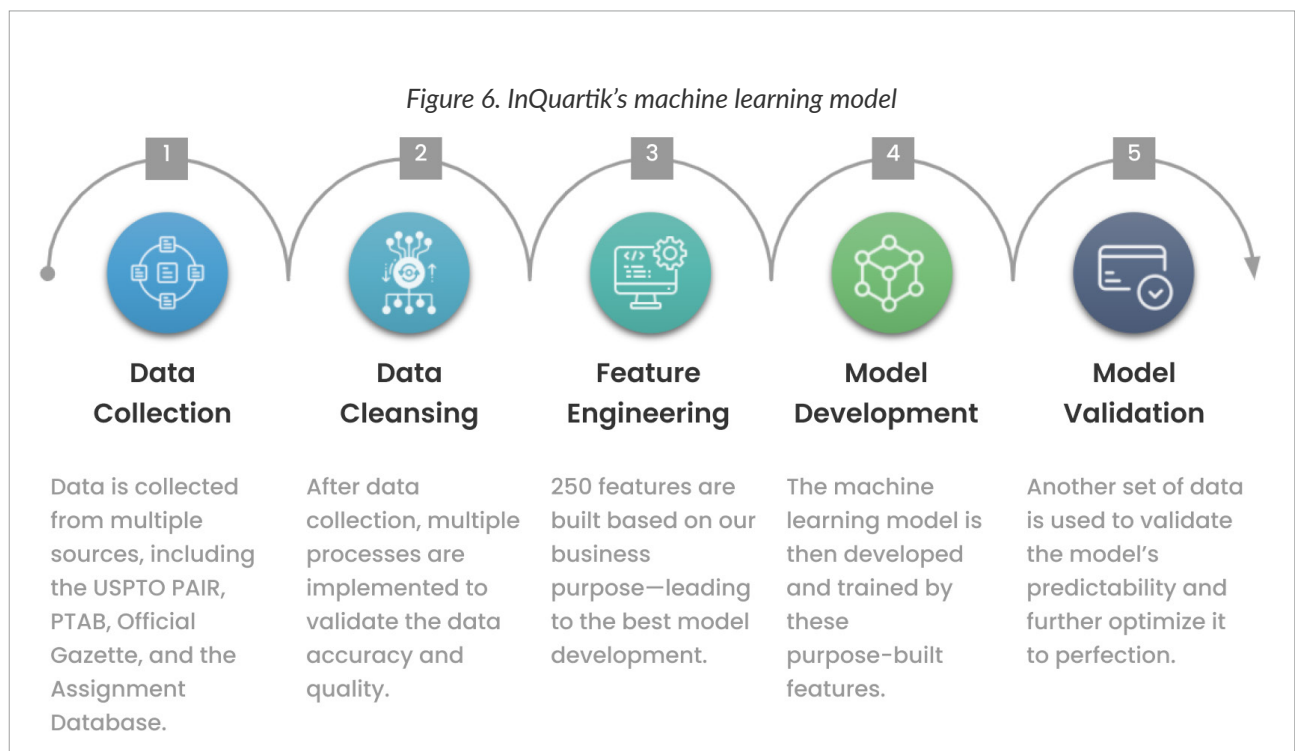 Figure 6. InQuartik's machine learning model
1
2
3
4
5
Data
Collection
Data
Cleansing
Feature
Engineering
Model
Development
Model
Validation
Data is collected
from multiple
sources, including
the USPTO PAIR,
PTAB, Official
Gazette, and the
Assignment
Database.
After data
collection, multiple
processes are
implemented to
validate the data
accuracy and
quality.
250 features are
built based on our
business
purpose—leading
to the best model
development.
The machine
learning model is
then developed
and trained by
these
purpose-built
features.
Another set of data
is used to validate
the model's
predictability and
further optimize it
to perfection.